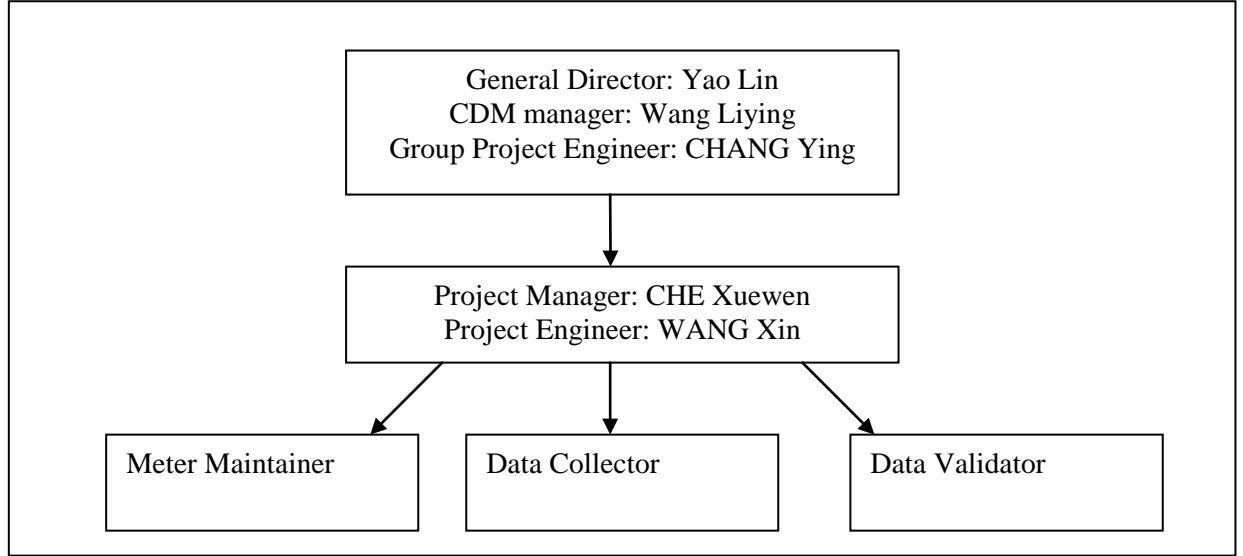 General Director: Yao Lin
CDM manager: Wang Liying
Group Project Engineer: CHANG Ying
Project Manager: CHE Xuewen
Project Engineer: WANG Xin
Meter Maintainer
Data Collector
Data Validator